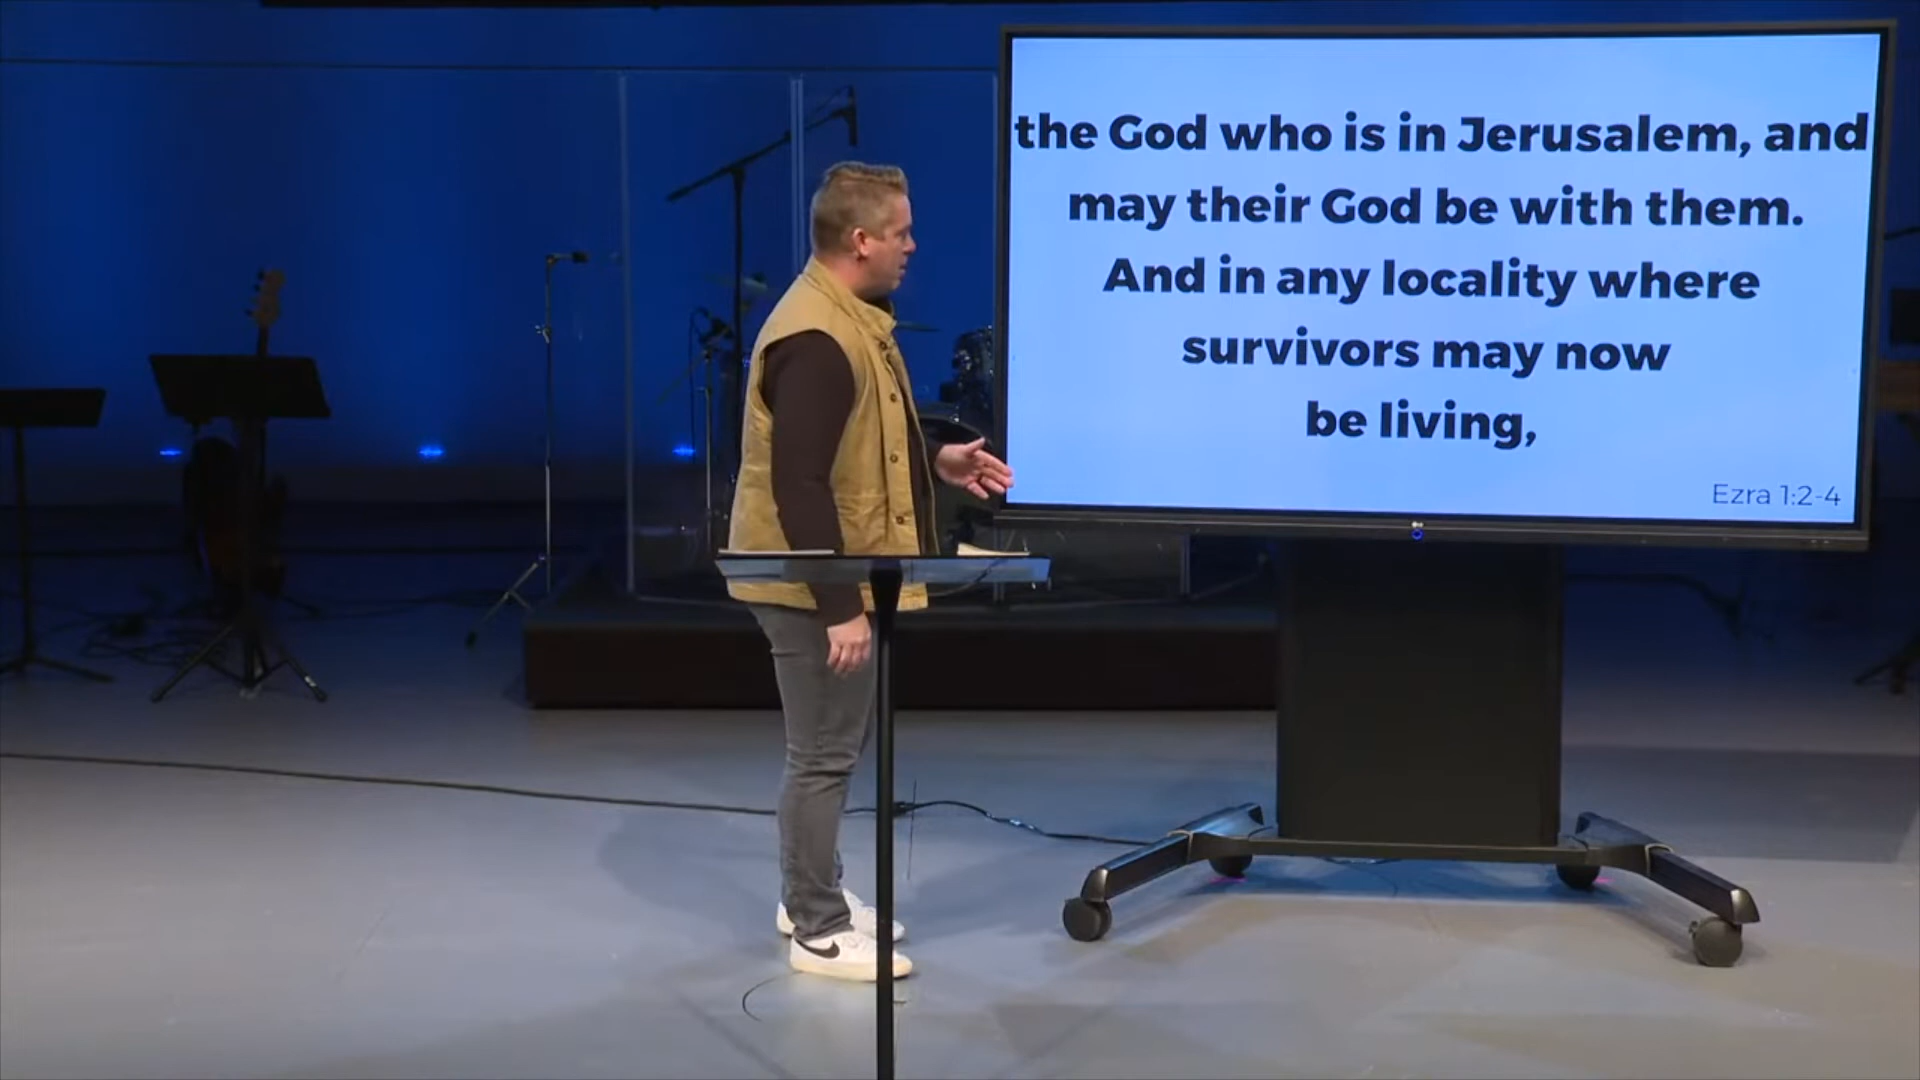 the God who is in Jerusalem, and
may their God be with them.
And in any locality where
survivors may now
be living,
Ezra 1:2-4